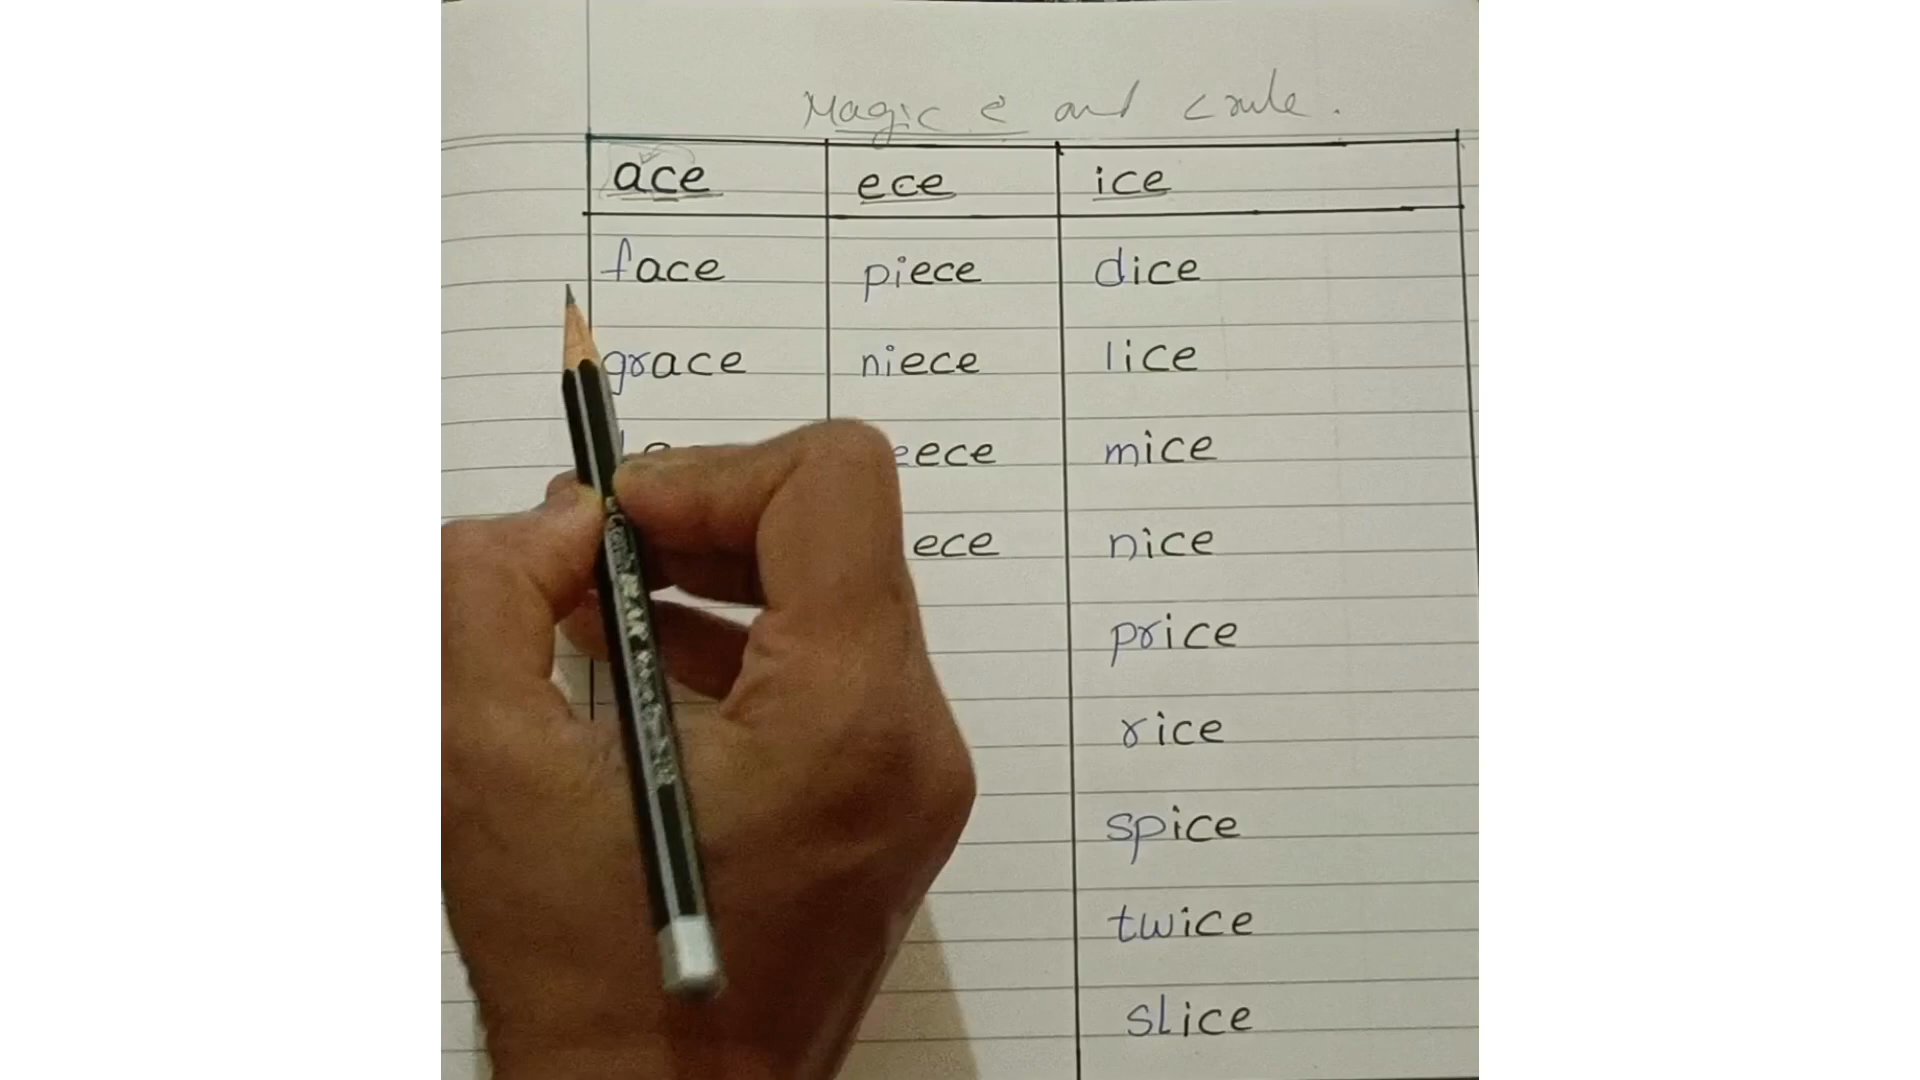 Magic e and c rule.
ace ece ice
face piece dice
grace niece lice
eece mice
ece nice
price
rice
spice
twice
slice